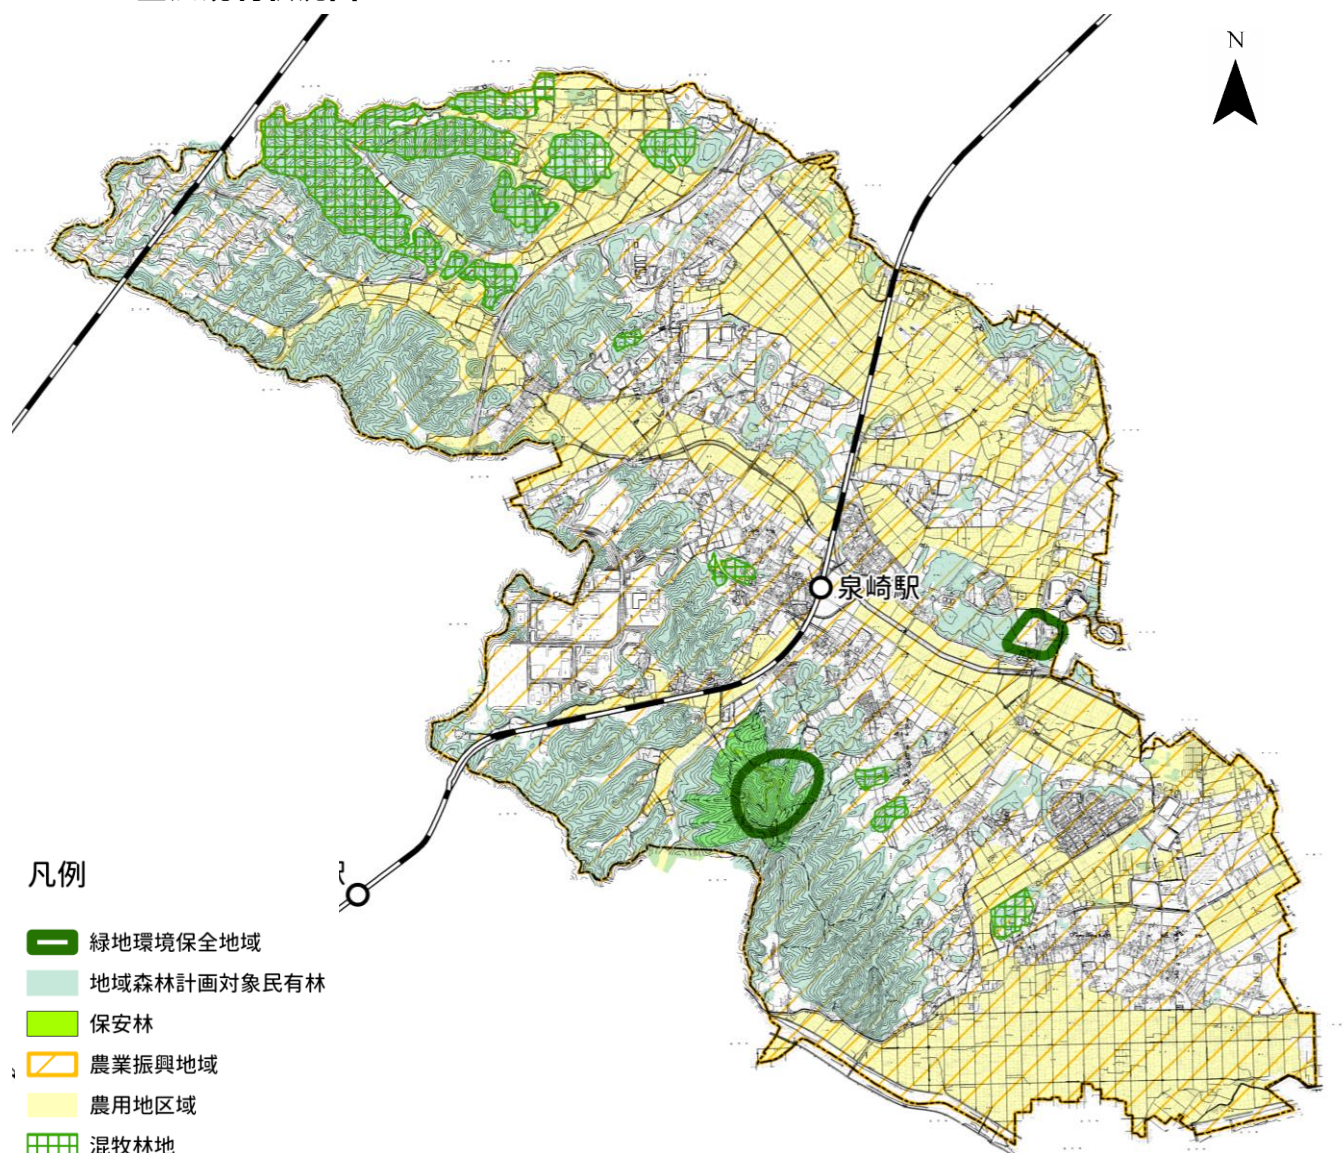 N
泉崎駅
凡例
緑地環境保全地域
地域森林計画対象民有林
保安林
農業振興地域
農用地区域
混牧林地